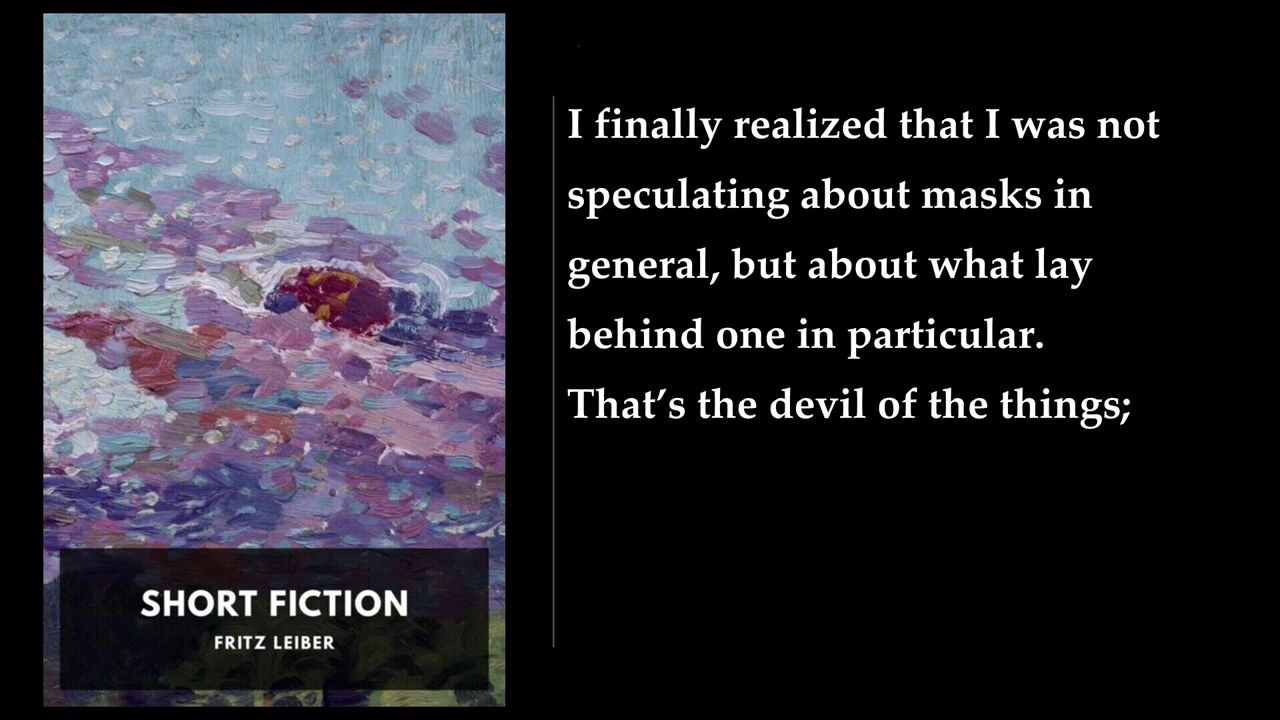 I finally realized that I was not
speculating about masks in
general, but about what lay
behind one in particular.
That’s the devil of the things;
SHORT FICTION
FRITZ LEIBER